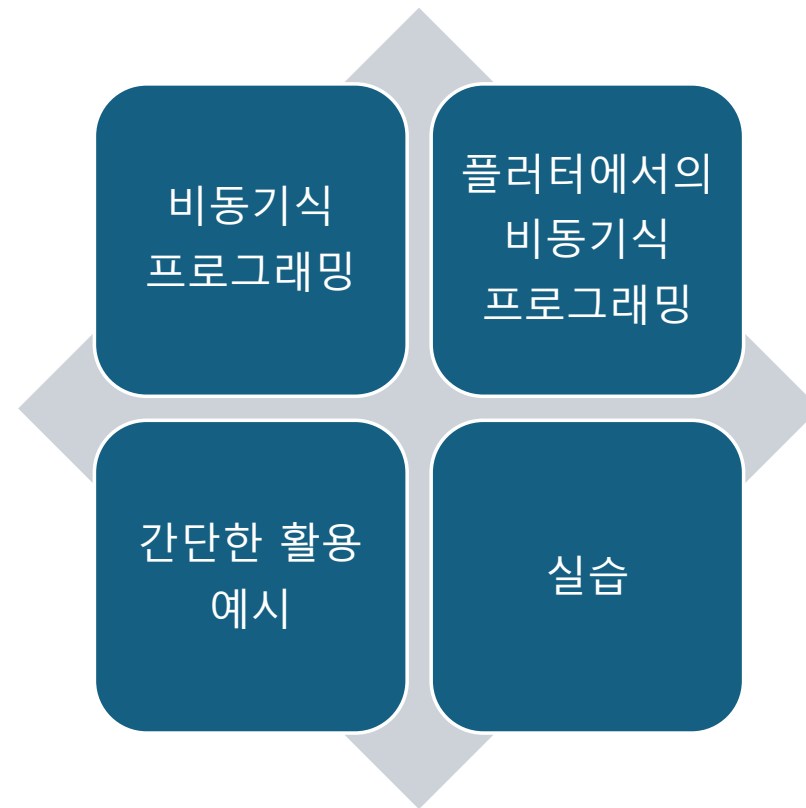 비동기식
프로그래밍
플러터에서의
비동기식
프로그래밍
간단한 활용
예시
실습